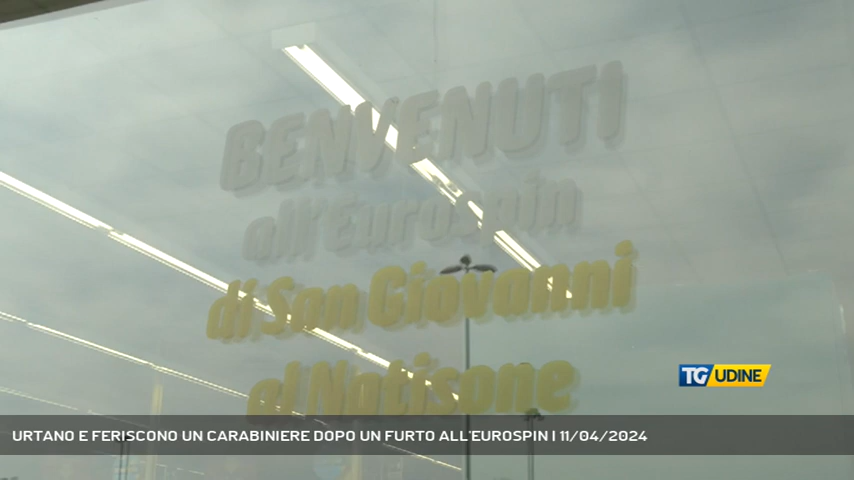 BENVENUTI
all'Eurospin
di San Giovanni
al Natisone
TG UDINE
URTANO E FERISCONO UN CARABINIERE DOPO UN FURTO ALL'EUROSPIN | 11/04/2024